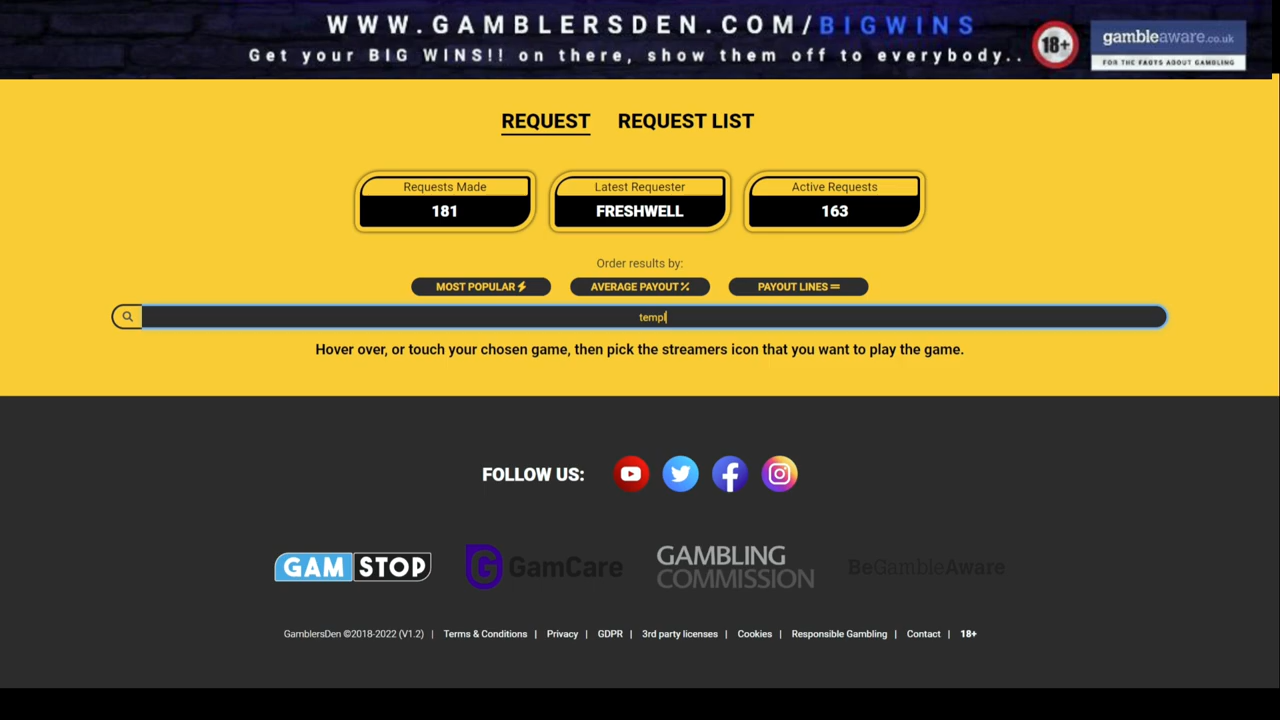 WWW.GAMBLERSDEN.COM/BIGWINS
Get your BIG WINS!! on there, show them off to everybody..
18+
gambleaware.co.uk
FOR THE FACTS ABOUT GAMBLING
REQUEST
REQUEST LIST
Requests Made
181
Latest Requester
FRESHWELL
Active Requests
163
Order results by:
MOST POPULAR
AVERAGE PAYOUT
PAYOUT LINES
templ
Hover over, or touch your chosen game, then pick the streamers icon that you want to play the game.
FOLLOW US:
GAMSTOP
GamCare
GAMBLING
COMMISSION
BeGambleAware
GamblersDen ©2018-2022 (V1.2) | Terms & Conditions | Privacy | GDPR | 3rd party licenses | Cookies | Responsible Gambling | Contact | 18+